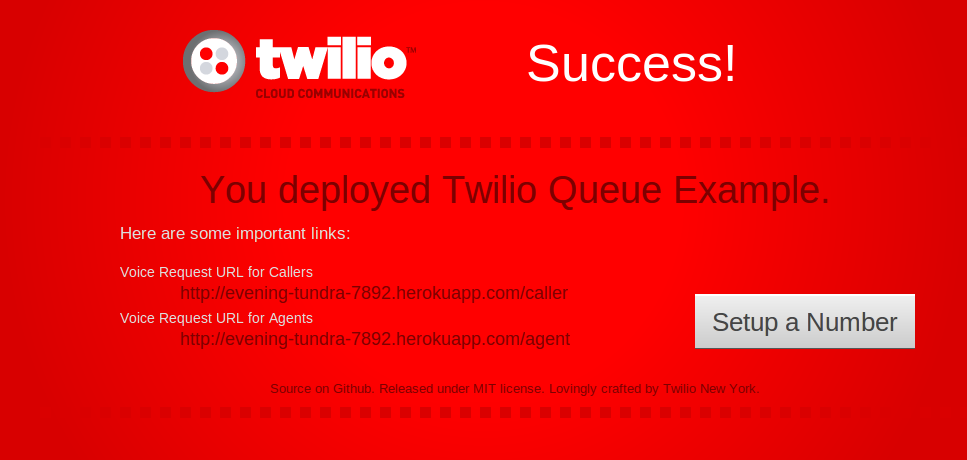 twilio™
CLOUD COMMUNICATIONS
Success!
You deployed Twilio Queue Example.
Here are some important links:
Voice Request URL for Callers
http://evening-tundra-7892.herokuapp.com/caller
Voice Request URL for Agents
http://evening-tundra-7892.herokuapp.com/agent
Setup a Number
Source on Github. Released under MIT license. Lovingly crafted by Twilio New York.